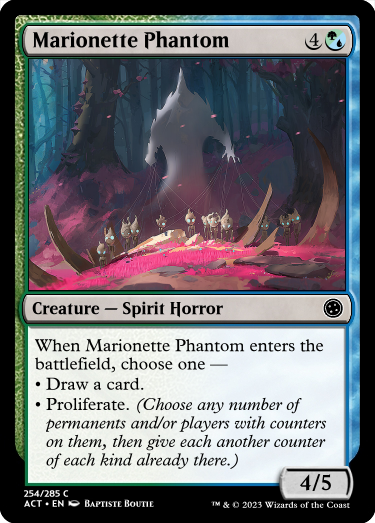 Marionette Phantom 4
Creature — Spirit Horror
When Marionette Phantom enters the
battlefield, choose one —
• Draw a card.
• Proliferate. (Choose any number of
permanents and/or players with counters
on them, then give each another counter
of each kind already there.)
4/5
254/285 C
ACT • EN Baptiste Boutie
™ & © 2023 Wizards of the Coast